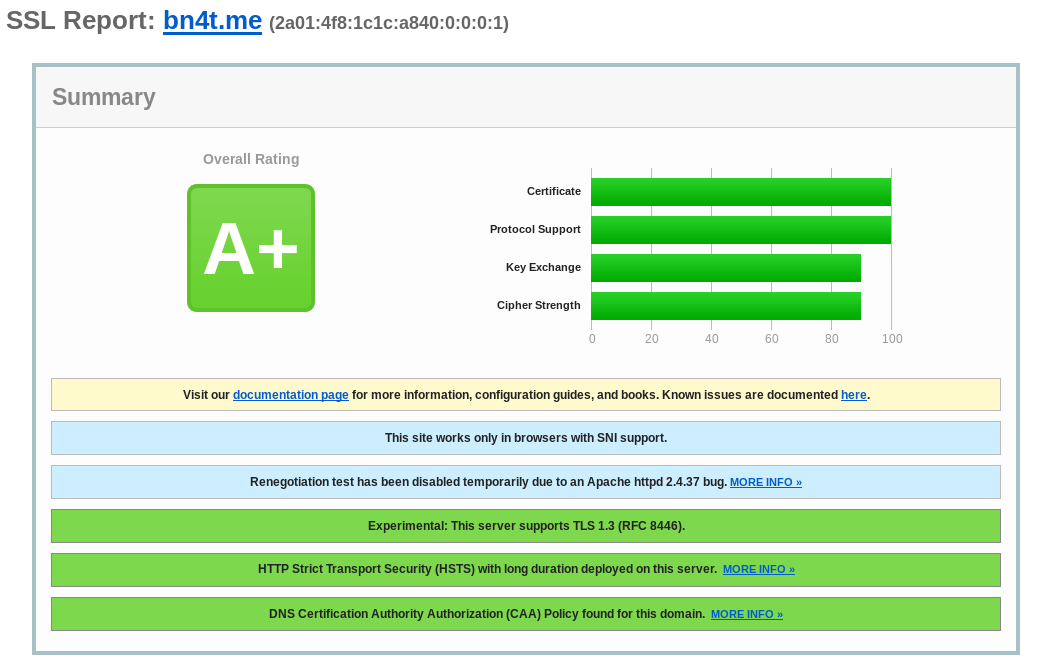 SSL Report: bn4t.me (2a01:4f8:1c1c:a840:0:0:0:1)
Summary
Overall Rating
A+
Certificate
Protocol Support
Key Exchange
Cipher Strength
0 20 40 60 80 100
Visit our documentation page for more information, configuration guides, and books. Known issues are documented here.
This site works only in browsers with SNI support.
Renegotiation test has been disabled temporarily due to an Apache httpd 2.4.37 bug. MORE INFO »
Experimental: This server supports TLS 1.3 (RFC 8446).
HTTP Strict Transport Security (HSTS) with long duration deployed on this server. MORE INFO »
DNS Certification Authority Authorization (CAA) Policy found for this domain. MORE INFO »